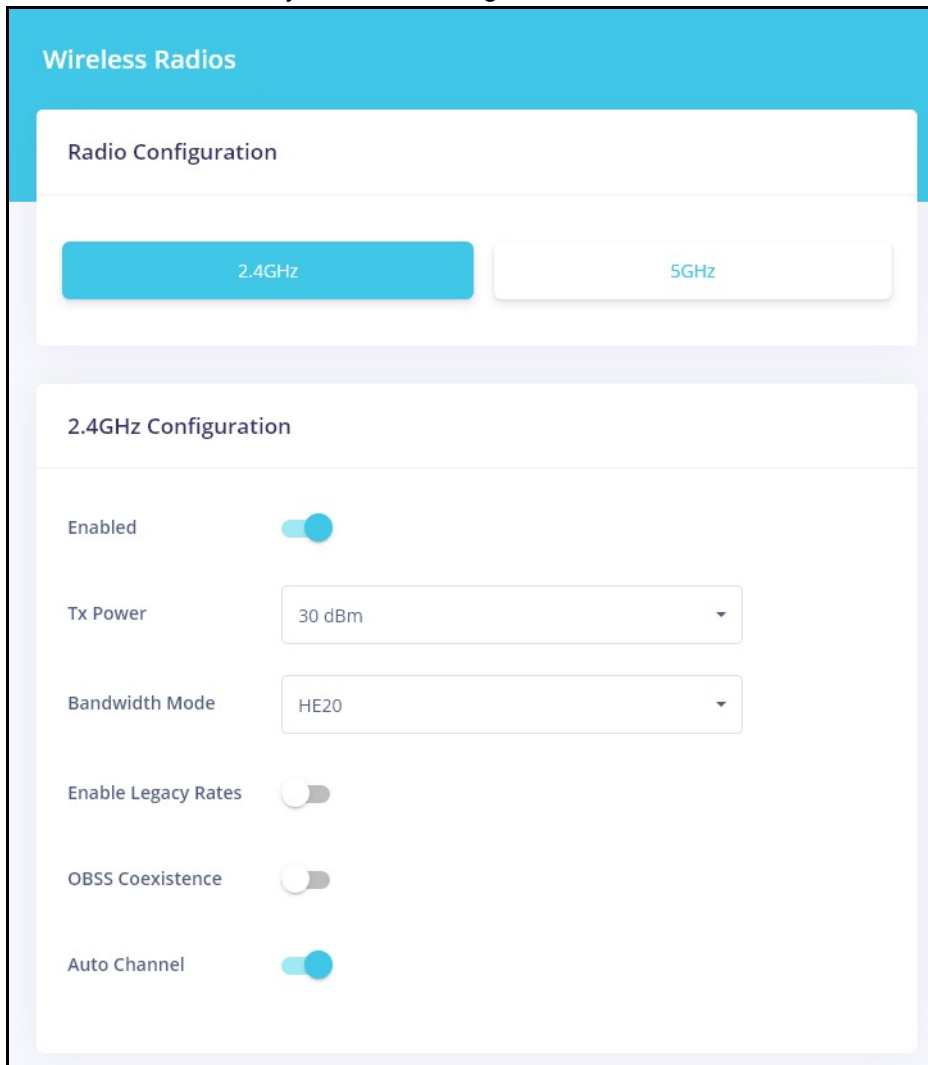 Wireless Radios
Radio Configuration
2.4GHz 5GHz
2.4GHz Configuration
Enabled
Tx Power 30 dBm
Bandwidth Mode HE20
Enable Legacy Rates
OBSS Coexistence
Auto Channel